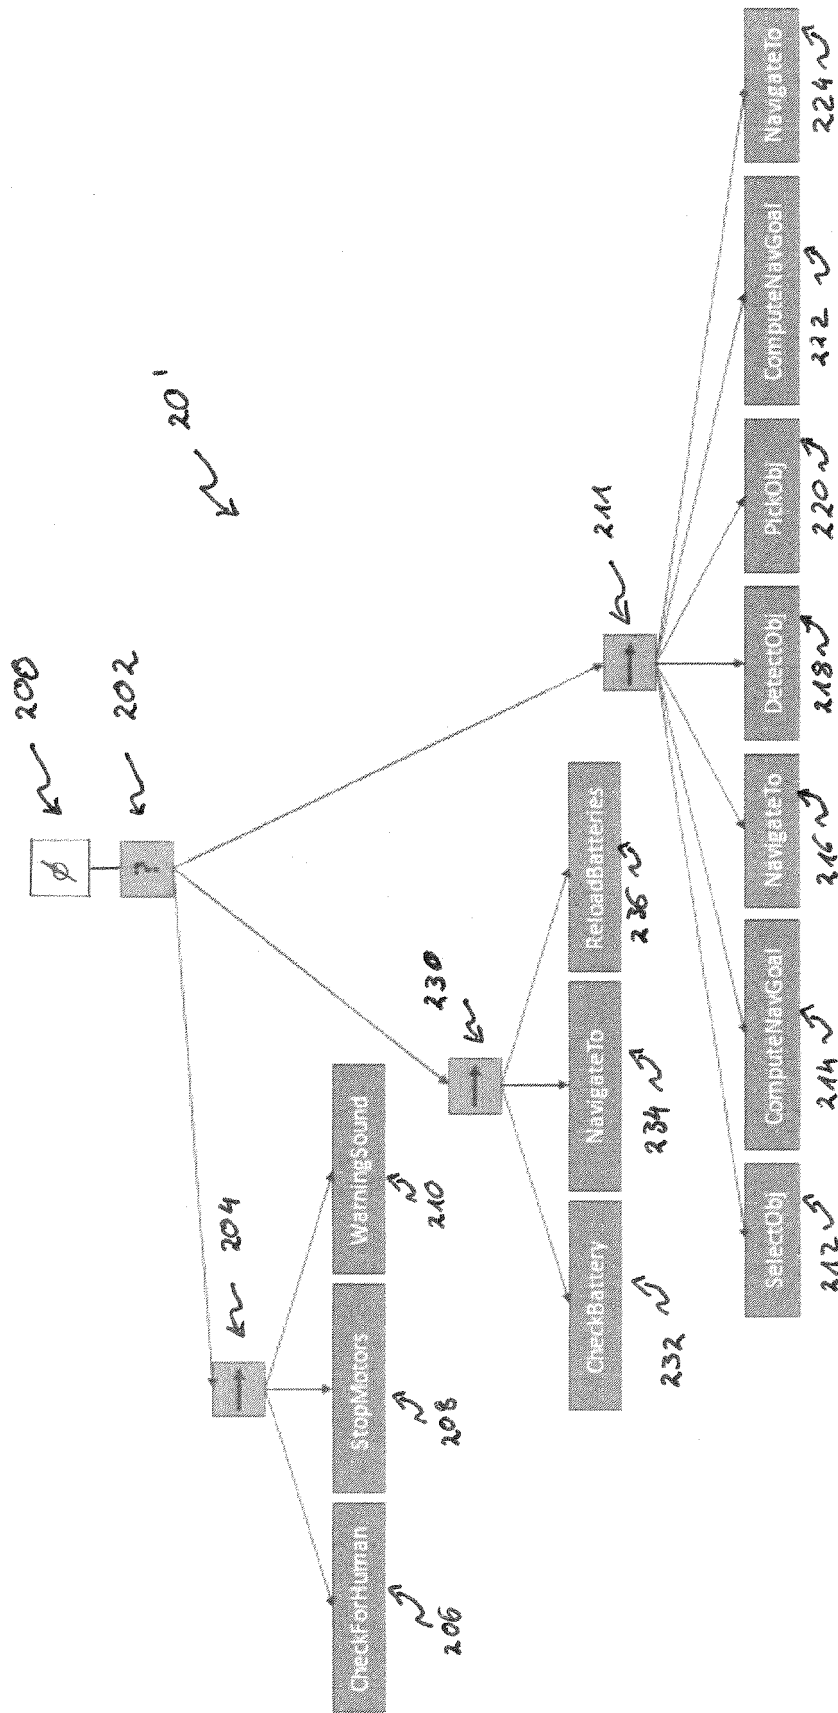 200
ϕ
20'
202
?
204
→
CheckForHuman
StopMotors
WarningSound
206
208
210
230
→
CheckBattery
NavigateTo
ReloadBatteries
232
234
236
211
→
SelectObj
ComputeNavGoal
NavigateTo
DetectObj
PickObj
ComputeNavGoal
NavigateTo
212
214
216
218
220
222
224